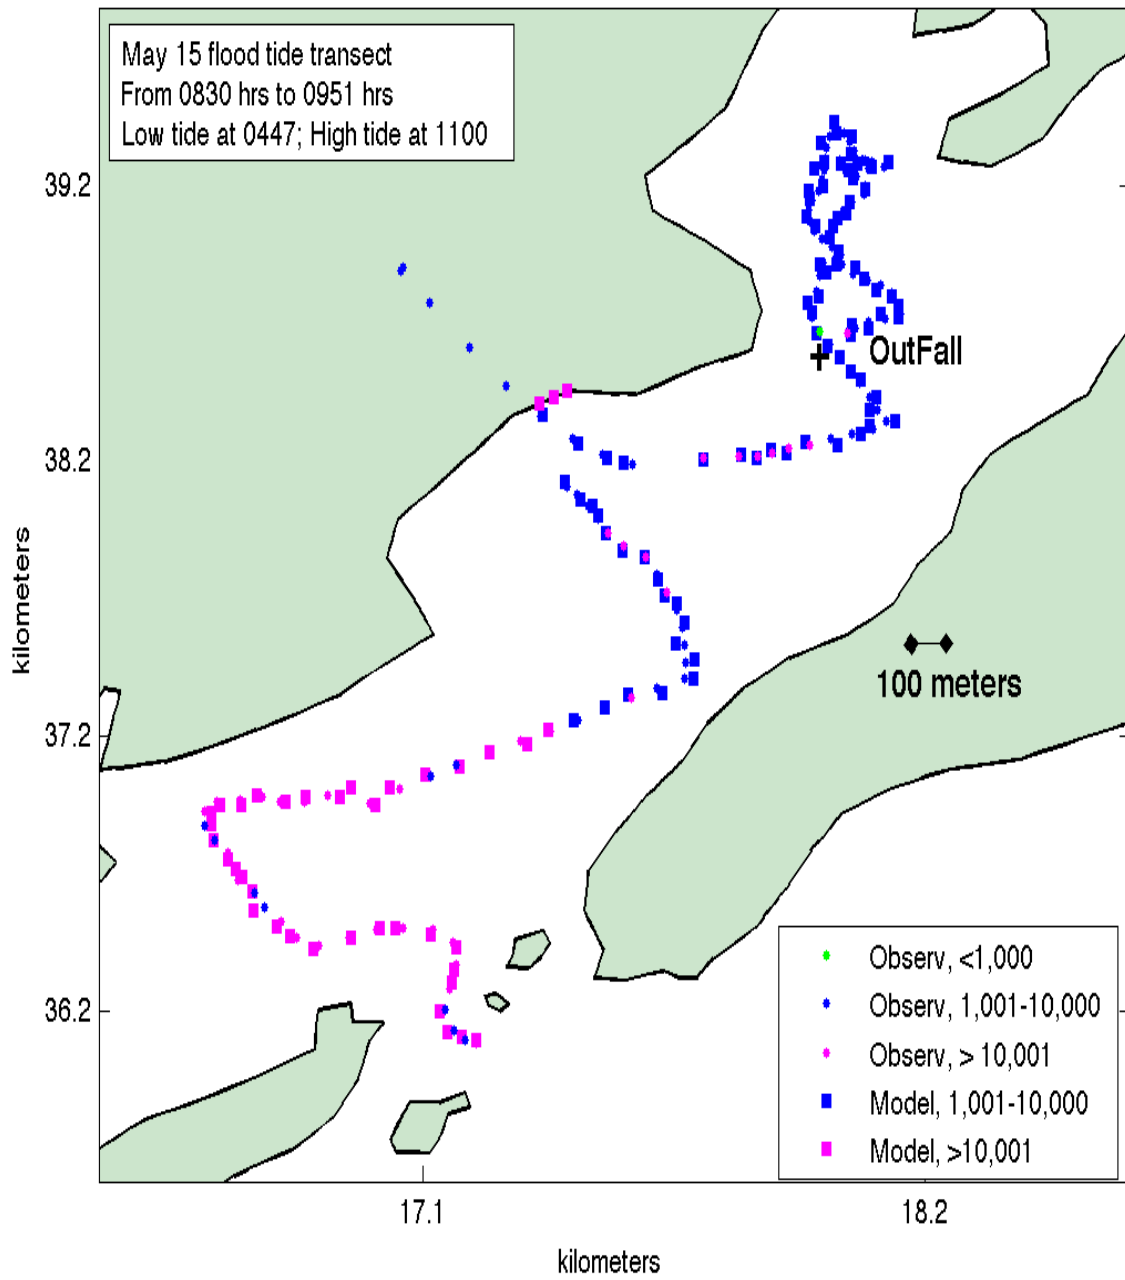 May 15 flood tide transect
From 0830 hrs to 0951 hrs
Low tide at 0447; High tide at 1100
39.2
OutFall
38.2
kilometers
100 meters
37.2
Observ, <1,000
Observ, 1,001-10,000
36.2
Observ, > 10,001
Model, 1,001-10,000
Model, >10,001
17.1
18.2
kilometers